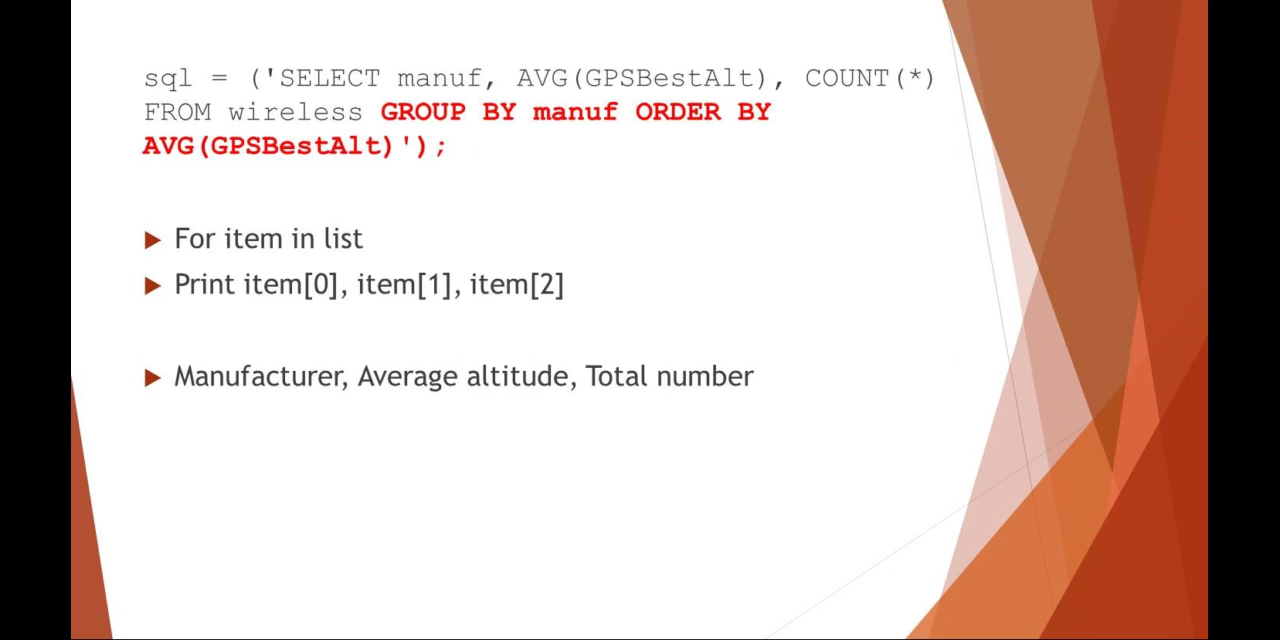 sql = ('SELECT manuf, AVG(GPSBestAlt), COUNT(*)
FROM wireless GROUP BY manuf ORDER BY
AVG(GPSBestAlt)');
For item in list
Print item[0], item[1], item[2]
Manufacturer, Average altitude, Total number